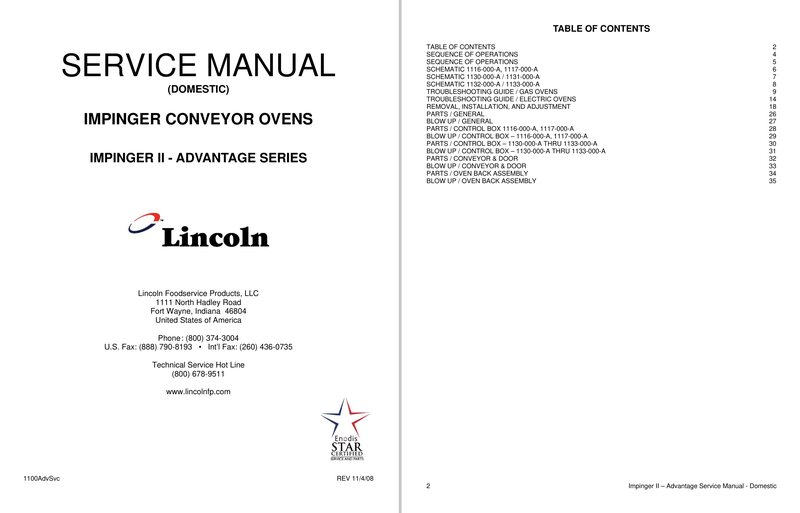 SERVICE MANUAL
(DOMESTIC)
IMPINGER CONVEYOR OVENS
IMPINGER II - ADVANTAGE SERIES
Lincoln
Lincoln Foodservice Products, LLC
1111 North Hadley Road
Fort Wayne, Indiana 46804
United States of America
Phone: (800) 374-3004
U.S. Fax: (888) 790-8193 • Int'l Fax: (260) 436-0735
Technical Service Hot Line
(800) 678-9511
www.lincolnfp.com
Enodis
STAR
CERTIFIED
SERVICE AND PARTS
1100AdvSvc
REV 11/4/08
TABLE OF CONTENTS
TABLE OF CONTENTS 2
SEQUENCE OF OPERATIONS 4
SEQUENCE OF OPERATIONS 5
SCHEMATIC 1116-000-A, 1117-000-A 6
SCHEMATIC 1130-000-A / 1131-000-A 7
SCHEMATIC 1132-000-A / 1133-000-A 8
TROUBLESHOOTING GUIDE / GAS OVENS 9
TROUBLESHOOTING GUIDE / ELECTRIC OVENS 14
REMOVAL, INSTALLATION, AND ADJUSTMENT 18
PARTS / GENERAL 26
BLOW UP / GENERAL 27
PARTS / CONTROL BOX 1116-000-A, 1117-000-A 28
BLOW UP / CONTROL BOX – 1116-000-A, 1117-000-A 29
PARTS / CONTROL BOX – 1130-000-A THRU 1133-000-A 30
BLOW UP / CONTROL BOX – 1130-000-A THRU 1133-000-A 31
PARTS / CONVEYOR & DOOR 32
BLOW UP / CONVEYOR & DOOR 33
PARTS / OVEN BACK ASSEMBLY 34
BLOW UP / OVEN BACK ASSEMBLY 35
2
Impinger II – Advantage Service Manual - Domestic